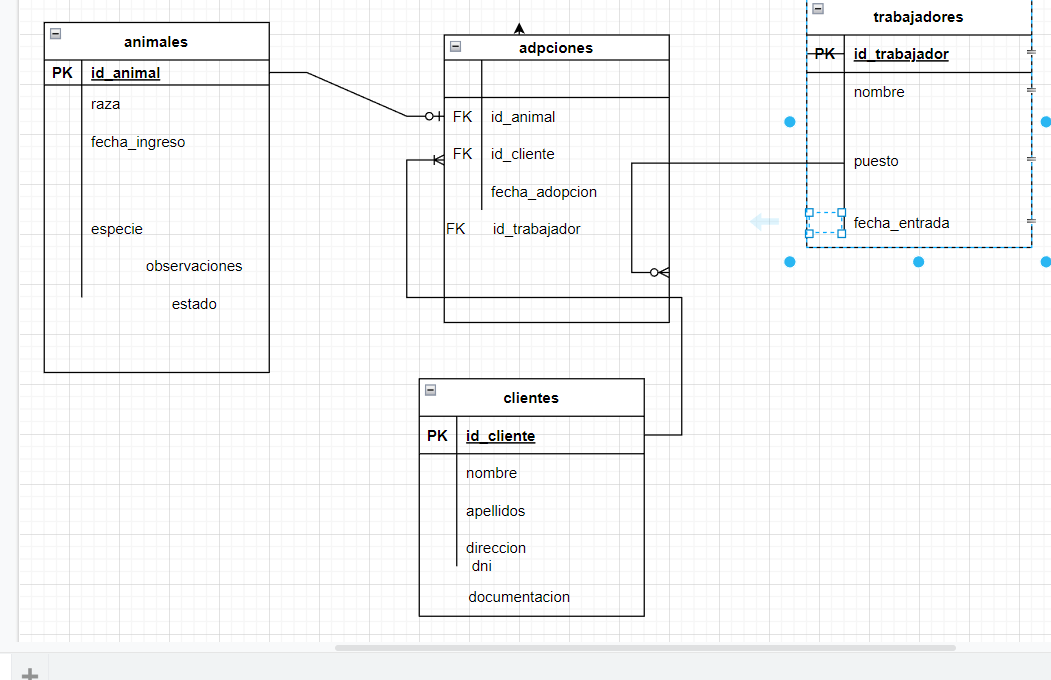 animales
PK id_animal
raza
fecha_ingreso
especie
observaciones
estado
adpciones
FK id_animal
FK id_cliente
fecha_adopcion
FK id_trabajador
trabajadores
PK id_trabajador
nombre
puesto
fecha_entrada
clientes
PK id_cliente
nombre
apellidos
direccion
dni
documentacion